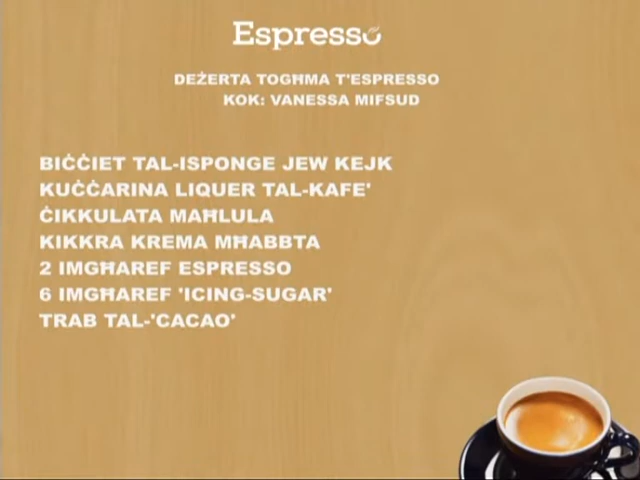 Espresso
DEŻERTA TOGĦMA T'ESPRESSO
KOK: VANESSA MIFSUD
BIĊĊIET TAL-ISPONGE JEW KEJK
KUĊĊARINA LIQUER TAL-KAFE'
ĊIKKULATA MAĦLULA
KIKKRA KREMA MĦABBTA
2 IMGĦAREF ESPRESSO
6 IMGĦAREF 'ICING-SUGAR'
TRAB TAL-'CACAO'